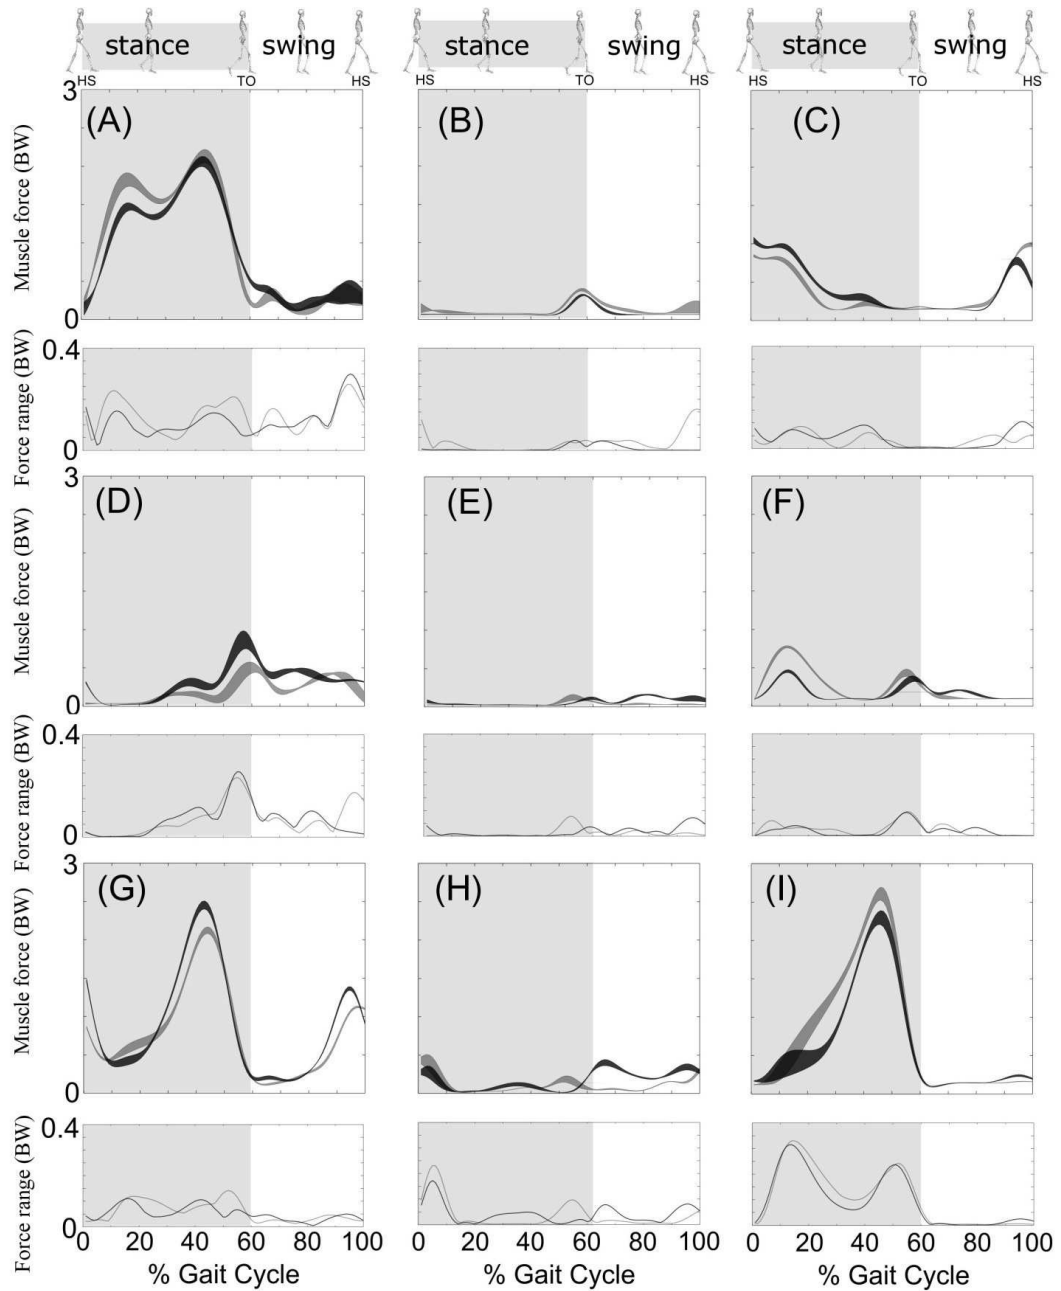 stance swing stance swing stance swing
HS TO HS HS TO HS HS TO HS
3
(A) (B) (C)
Muscle force (BW)
0
0.4
Force range (BW)
0
3
(D) (E) (F)
Muscle force (BW)
0
0.4
Force range (BW)
0
3
(G) (H) (I)
Muscle force (BW)
0
0.4
Force range (BW)
0
0 20 40 60 80 100 0 20 40 60 80 100 0 20 40 60 80 100
% Gait Cycle % Gait Cycle % Gait Cycle